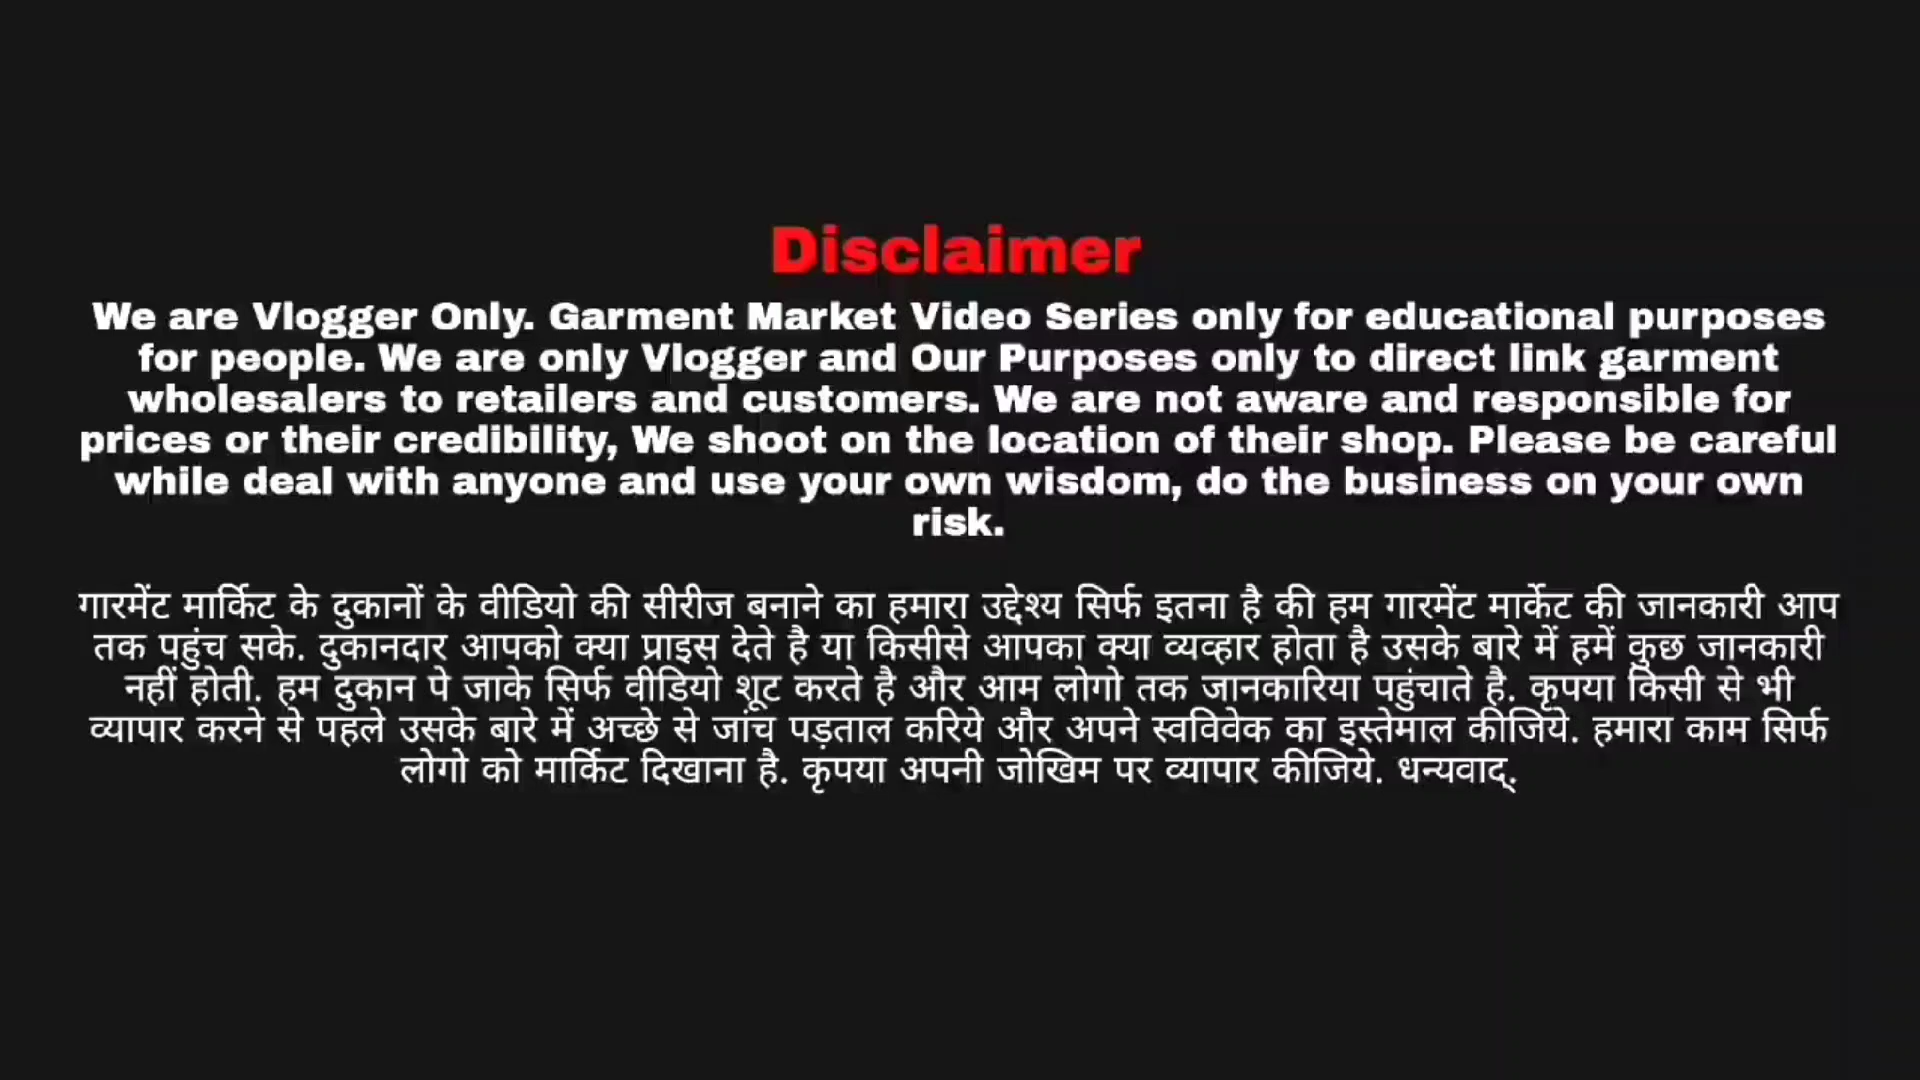 Disclaimer
We are Vlogger Only. Garment Market Video Series only for educational purposes
for people. We are only Vlogger and Our Purposes only to direct link garment
wholesalers to retailers and customers. We are not aware and responsible for
prices or their credibility, We shoot on the location of their shop. Please be careful
while deal with anyone and use your own wisdom, do the business on your own
risk.
गारमेंट मार्किट के दुकानों के वीडियो की सीरीज बनाने का हमारा उद्देश्य सिर्फ इतना है की हम गारमेंट मार्केट की जानकारी आप
तक पहुंच सके. दुकानदार आपको क्या प्राइस देते है या किसीसे आपका क्या व्यव्हार होता है उसके बारे में हमें कुछ जानकारी
नहीं होती. हम दुकान पे जाके सिर्फ वीडियो शूट करते है और आम लोगो तक जानकारिया पहुंचाते है. कृपया किसी से भी
व्यापार करने से पहले उसके बारे में अच्छे से जांच पड़ताल करिये और अपने स्वविवेक का इस्तेमाल कीजिये. हमारा काम सिर्फ
लोगो को मार्किट दिखाना है. कृपया अपनी जोखिम पर व्यापार कीजिये. धन्यवाद्.